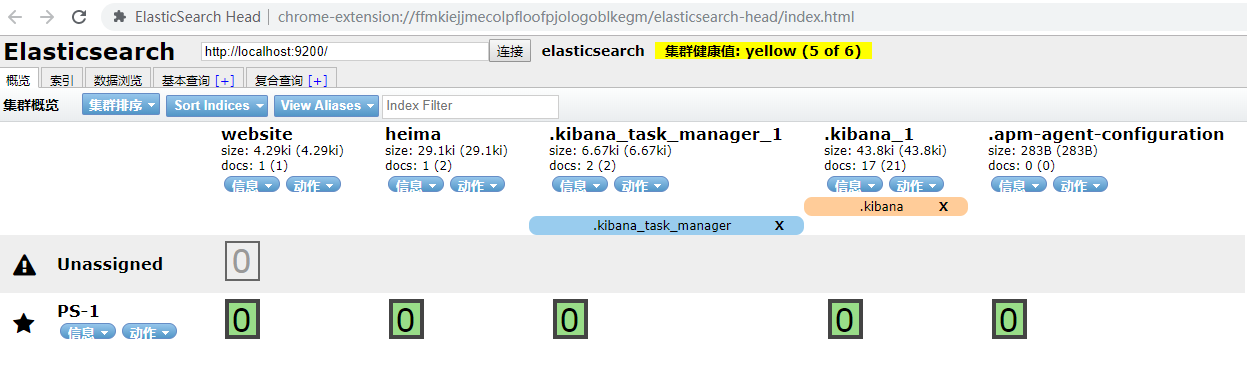 ElasticSearch Head | chrome-extension://ffmkiejjmecolpfloofpjologoblkegm/elasticsearch-head/index.html
Elasticsearch http://localhost:9200/ 连接 elasticsearch 集群健康值: yellow (5 of 6)
概览 索引 数据浏览 基本查询 [+] 复合查询 [+]
集群概览 集群排序 Sort Indices View Aliases Index Filter
website heima .kibana_task_manager_1 .kibana_1 .apm-agent-configuration
size: 4.29ki (4.29ki) size: 29.1ki (29.1ki) size: 6.67ki (6.67ki) size: 43.8ki (43.8ki) size: 283B (283B)
docs: 1 (1) docs: 1 (2) docs: 2 (2) docs: 17 (21) docs: 0 (0)
信息 动作 信息 动作 信息 动作 信息 动作 信息 动作
.kibana X
.kibana_task_manager X
Unassigned 0
PS-1 0 0 0 0 0
信息 动作